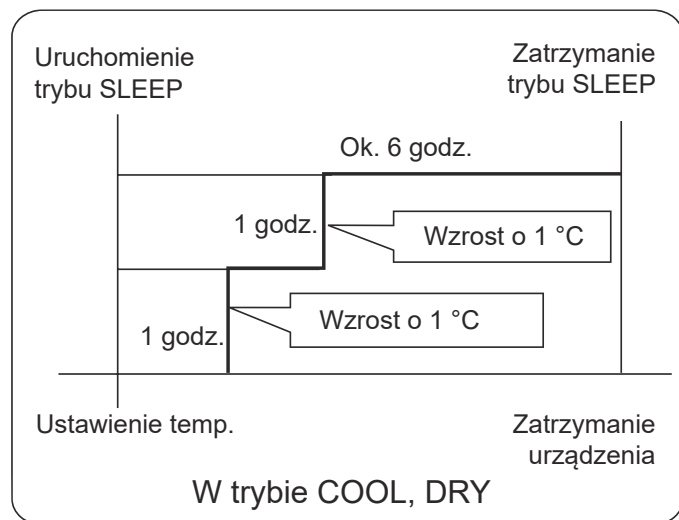 Uruchomienie
trybu SLEEP
Zatrzymanie
trybu SLEEP
Ok. 6 godz.
1 godz.
Wzrost o 1 °C
Wzrost o 1 °C
1 godz.
Ustawienie temp.
Zatrzymanie
urządzenia
W trybie COOL, DRY